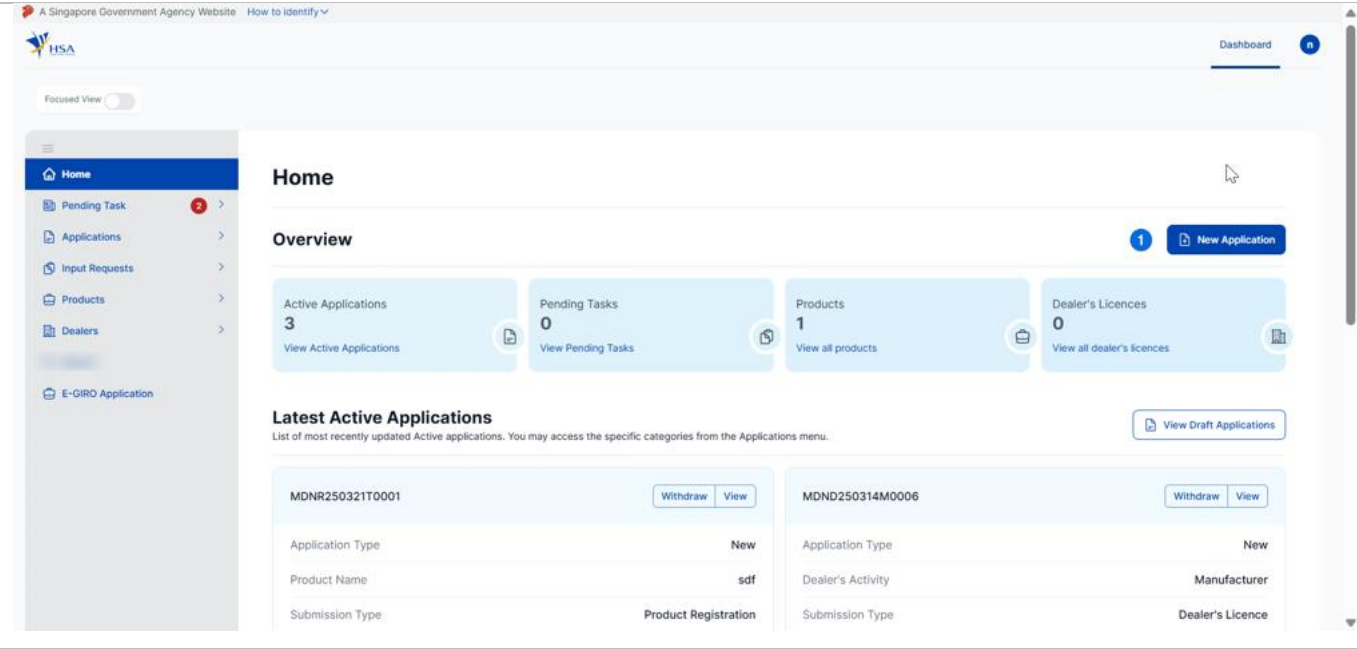 A Singapore Government Agency Website How to identify
HSA
Dashboard
n
Focused View
Home
Pending Task 2
Applications
Input Requests
Products
Dealers
E-GIRO Application
Home
Overview
1 New Application
Active Applications
3
View Active Applications
Pending Tasks
0
View Pending Tasks
Products
1
View all products
Dealer's Licences
0
View all dealer's licences
Latest Active Applications
View Draft Applications
List of most recently updated Active applications. You may access the specific categories from the Applications menu.
MDNR250321T0001 Withdraw View
Application Type New
Product Name sdf
Submission Type Product Registration
MDND250314M0006 Withdraw View
Application Type New
Dealer's Activity Manufacturer
Submission Type Dealer's Licence